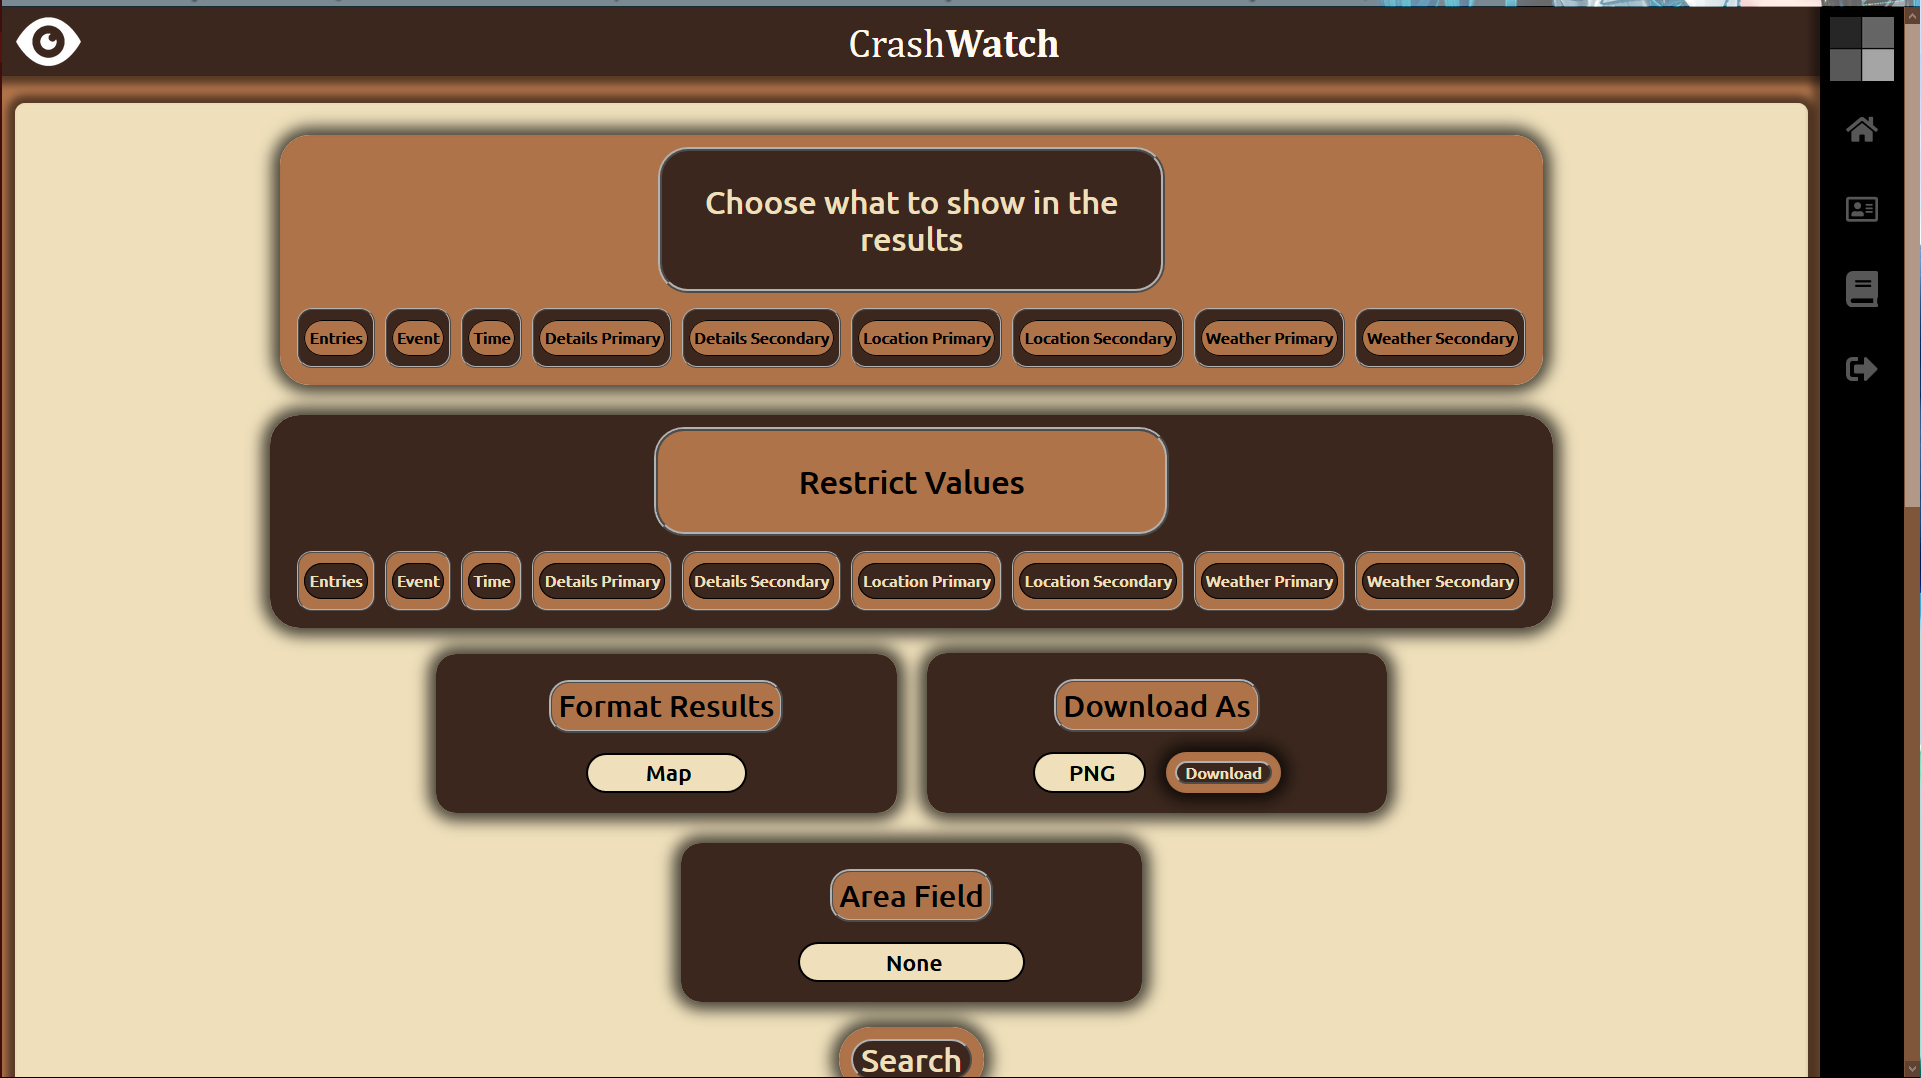 CrashWatch
Choose what to show in the
results
Entries Event Time Details Primary Details Secondary Location Primary Location Secondary Weather Primary Weather Secondary
Restrict Values
Entries Event Time Details Primary Details Secondary Location Primary Location Secondary Weather Primary Weather Secondary
Format Results
Map
Download As
PNG Download
Area Field
None
Search